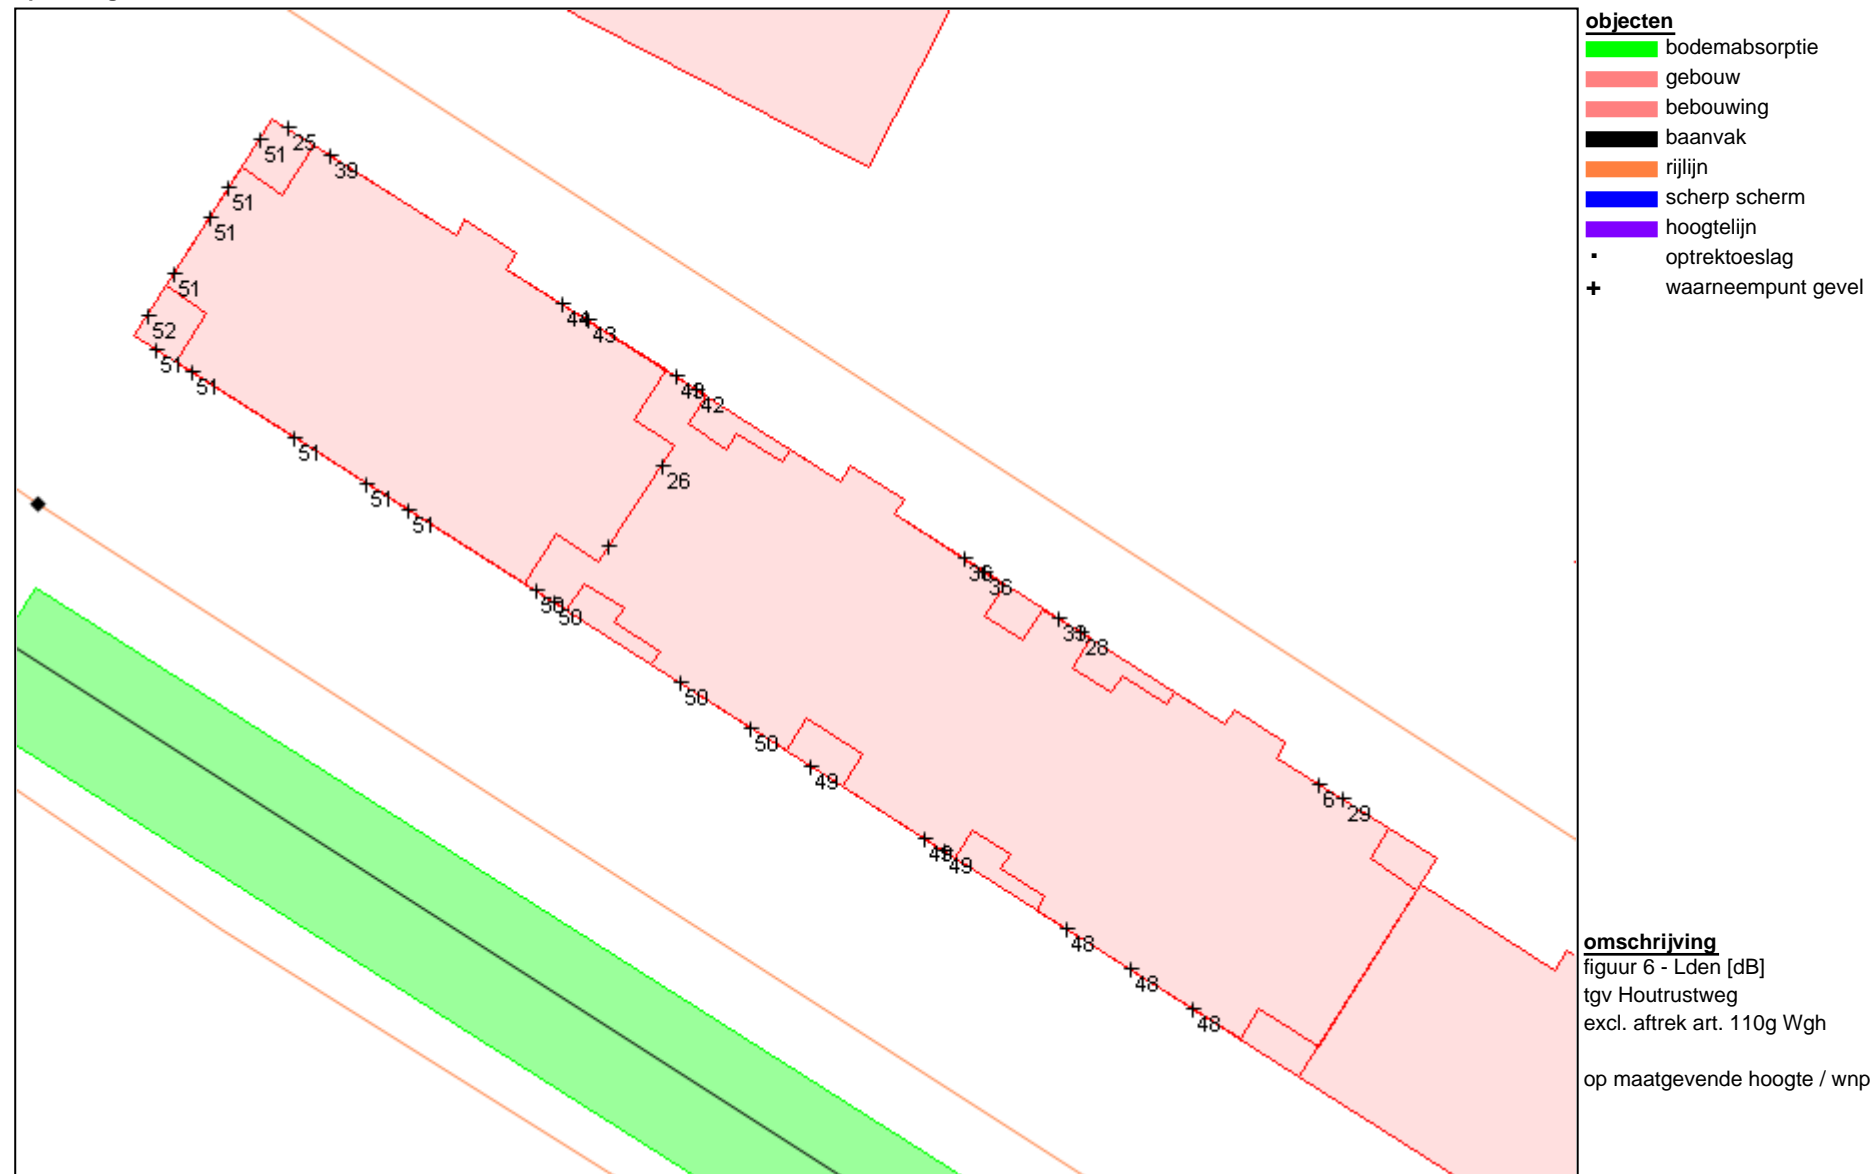 objecten
bodemabsorptie
gebouw
bebouwing
baanvak
rijlijn
scherp scherm
hoogtelijn
optrektoeslag
waarneempunt gevel
51
25
39
51
51
51
52
51
51
51
51
51
44
43
42
26
50
50
50
36
28
50
49
49
6
29
48
48
48
omschrijving
figuur 6 - Lden [dB]
tgv Houtrustweg
excl. aftrek art. 110g Wgh
op maatgevende hoogte / wnp